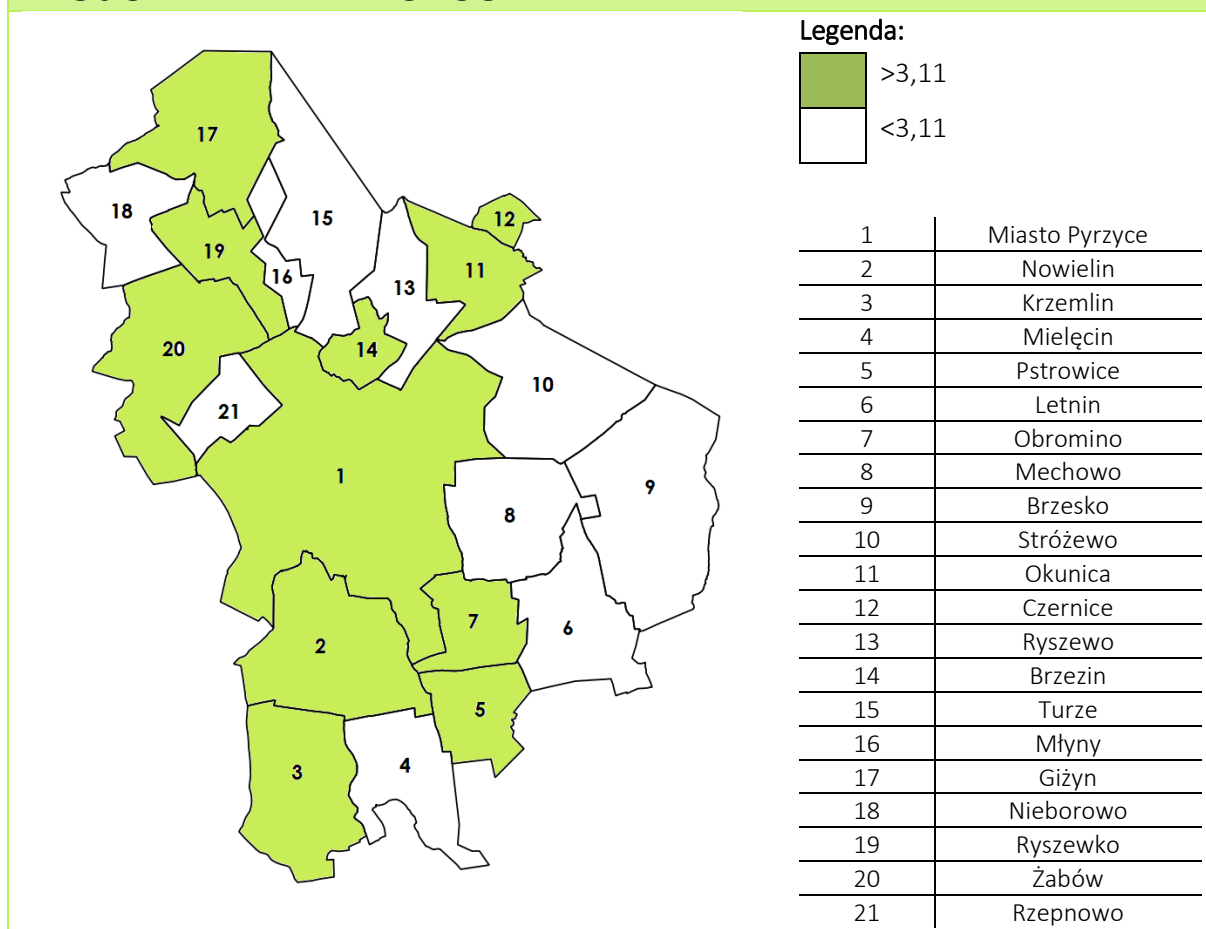 Legenda:
>3,11
<3,11
17
18
15
12
19
16
11
13
20
14
10
21
1
9
8
7
6
2
5
4
3
1 Miasto Pyrzyce
2 Nowielin
3 Krzemlin
4 Mielęcin
5 Pstrowice
6 Letnin
7 Obromino
8 Mechowo
9 Brzesko
10 Stróżewo
11 Okunica
12 Czernice
13 Ryszewo
14 Brzezin
15 Turze
16 Młyny
17 Giżyn
18 Nieborowo
19 Ryszewko
20 Żabów
21 Rzepnowo